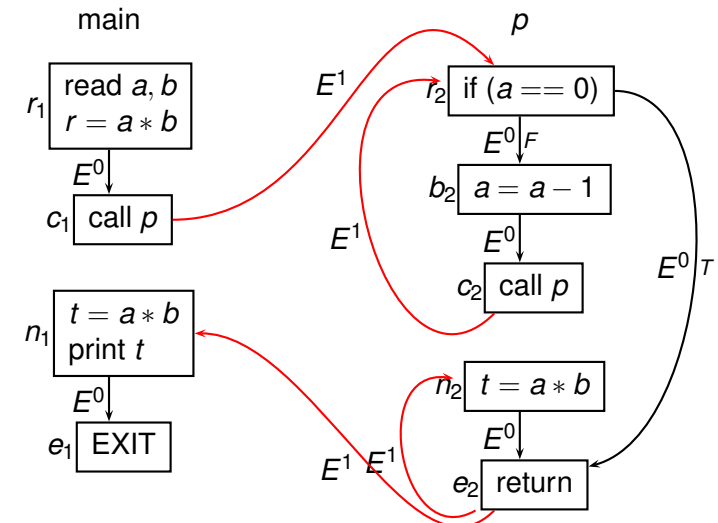 main
r₁
read a, b
r = a ∗ b
E⁰
c₁
call p
n₁
t = a ∗ b
print t
E⁰
e₁
EXIT
E¹
E¹
E¹
E¹
p
r₂
if (a == 0)
E⁰ F
b₂
a = a − 1
E⁰
c₂
call p
E⁰ T
n₂
t = a ∗ b
E⁰
e₂
return